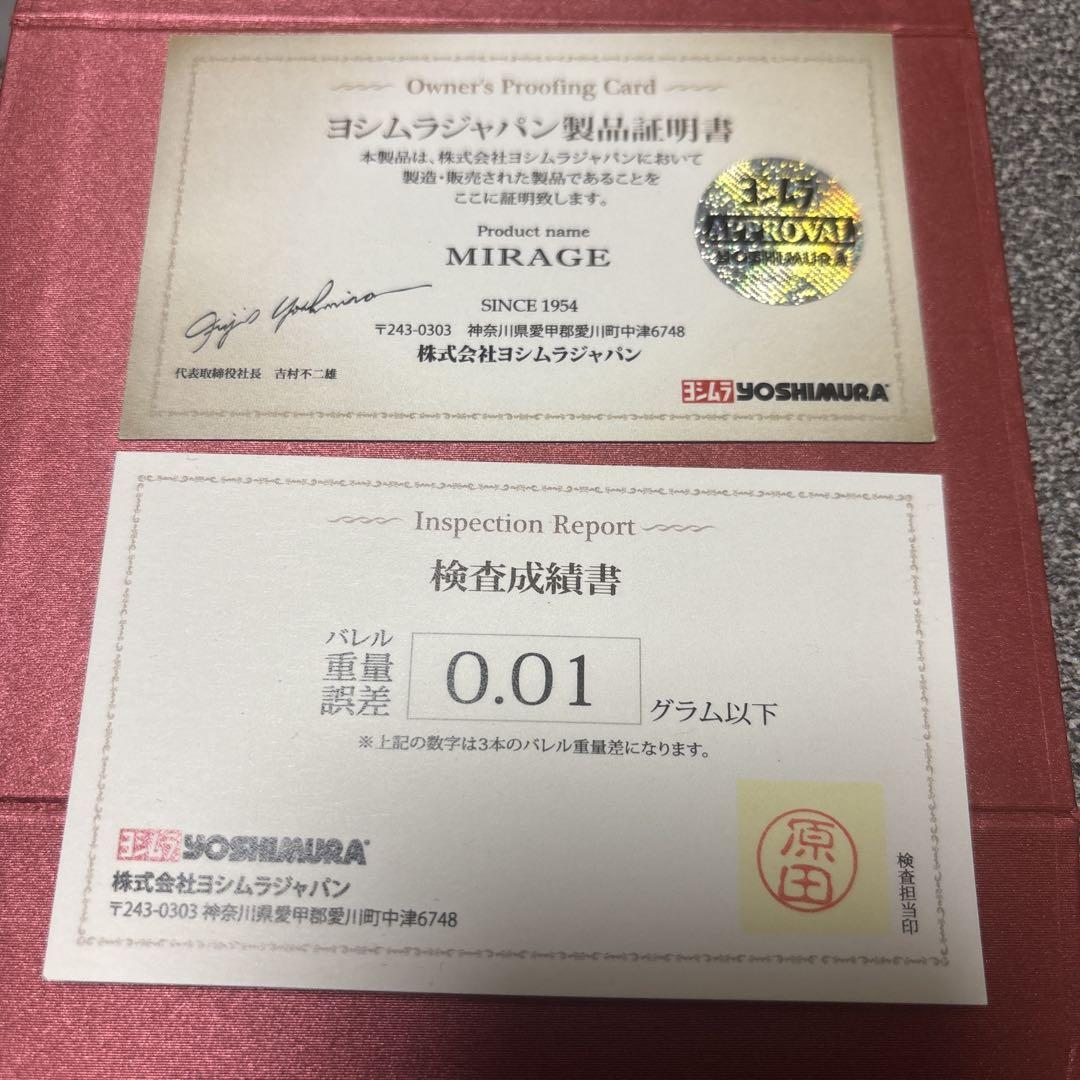 Owner's Proofing Card
ヨシムラジャパン製品証明書
本製品は、株式会社ヨシムラジャパンにおいて
製造・販売された製品であることを
ここに証明致します。
ヨシムラ
APPROVAL
YOSHIMURA
Product name
MIRAGE
SINCE 1954
〒243-0303 神奈川県愛甲郡愛川町中津6748
株式会社ヨシムラジャパン
代表取締役社長 吉村不二雄
ヨシムラ YOSHIMURA
Inspection Report
検査成績書
バレル
重量
誤差
0.01
グラム以下
※上記の数字は3本のバレル重量差になります。
ヨシムラ YOSHIMURA
株式会社ヨシムラジャパン
〒243-0303 神奈川県愛甲郡愛川町中津6748
原田
検査担当印